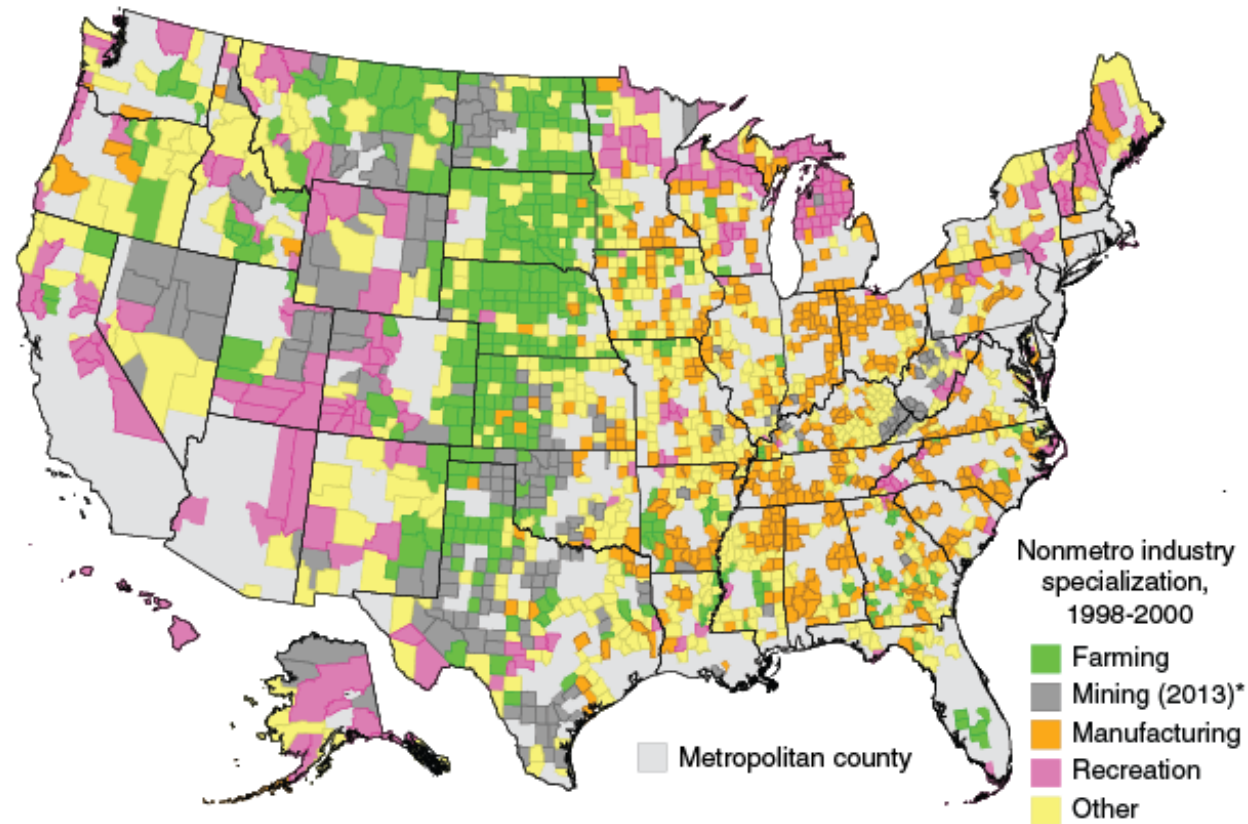 Nonmetro industry
specialization,
1998-2000
Farming
Mining (2013)*
Manufacturing
Recreation
Other
Metropolitan county